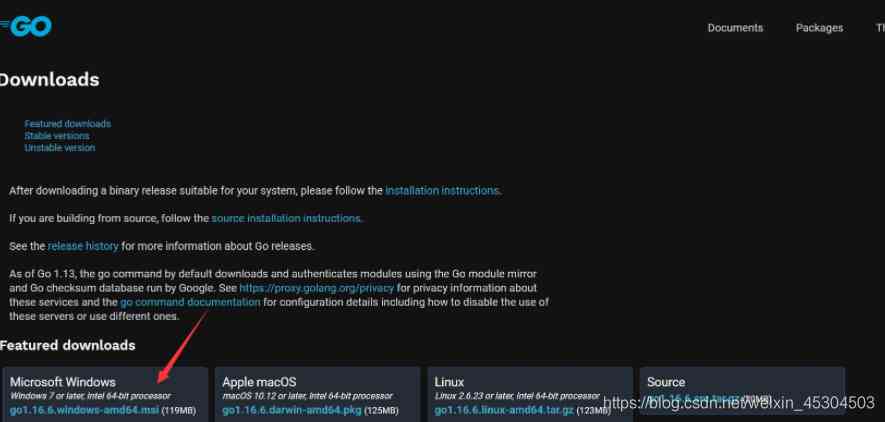 GO
Documents Packages Th
Downloads
Featured downloads
Stable versions
Unstable version
After downloading a binary release suitable for your system, please follow the installation instructions.
If you are building from source, follow the source installation instructions.
See the release history for more information about Go releases.
As of Go 1.13, the go command by default downloads and authenticates modules using the Go module mirror
and Go checksum database run by Google. See https://proxy.golang.org/privacy for privacy information about
these services and the go command documentation for configuration details including how to disable the use of
these servers or use different ones.
Featured downloads
Microsoft Windows
Windows 7 or later, Intel 64-bit processor
go1.16.6.windows-amd64.msi (119MB)
Apple macOS
macOS 10.12 or later, Intel 64-bit processor
go1.16.6.darwin-amd64.pkg (125MB)
Linux
Linux 2.6.23 or later, Intel 64-bit processor
go1.16.6.linux-amd64.tar.gz (123MB)
Source
https://blog.csdn.net/weixin_45304503